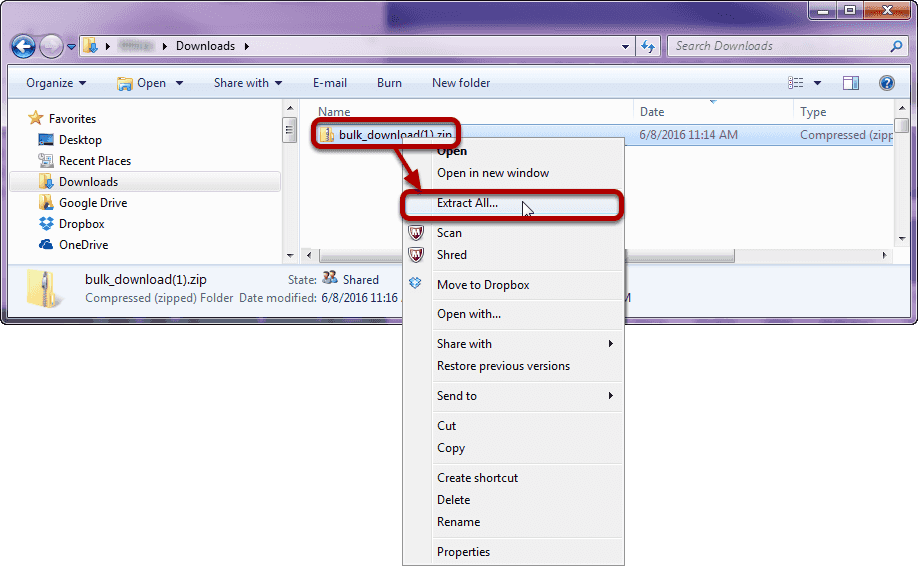 Downloads
Search Downloads
Organize
Open
Share with
E-mail
Burn
New folder
Name
Date
Type
Favorites
Desktop
Recent Places
Downloads
Google Drive
Dropbox
OneDrive
bulk_download(1).zip
6/8/2016 11:14 AM
Compressed (zipp
Open
Open in new window
Extract All...
Scan
Shred
Move to Dropbox
Open with...
Share with
Restore previous versions
Send to
Cut
Copy
Create shortcut
Delete
Rename
Properties
bulk_download(1).zip
State:
Shared
Compressed (zipped) Folder
Date modified: 6/8/2016 11:16